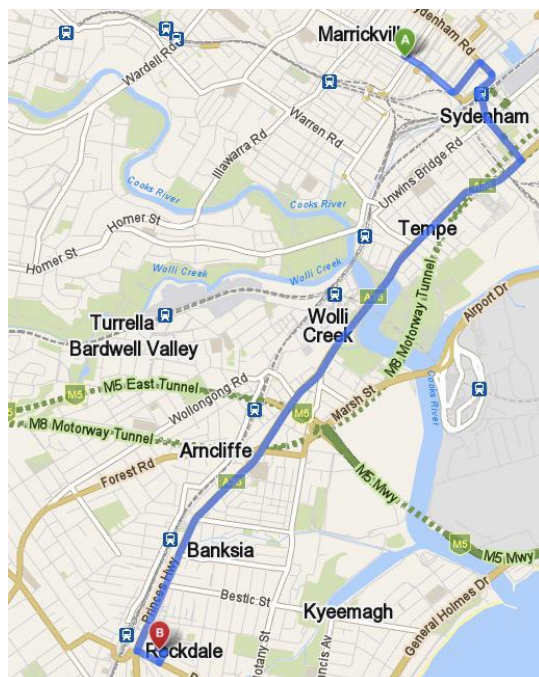 Marrickvill
A
Sydenham Rd
Wardell Rd
Sydenham
Warren Rd
Illawarra Rd
Unwins Bridge Rd
Cooks River
Cooks River
Homer St
Homer St
Tempe
Wolli Creek
Wolli Creek
A36
Wolli
Creek
Turrella
Bardwell Valley
M8 Motorway Tunnel
Airport Dr
Cooks River
M5
M5 East Tunnel
Wollongong Rd
M5
Marsh St
M8 Motorway Tunnel
Arncliffe
Forest Rd
A36
M5 Mwy
M5
M5 Mwy
Banksia
Princes Hwy
Bestic St
Kyeemagh
General Holmes Dr
B
Rockdale